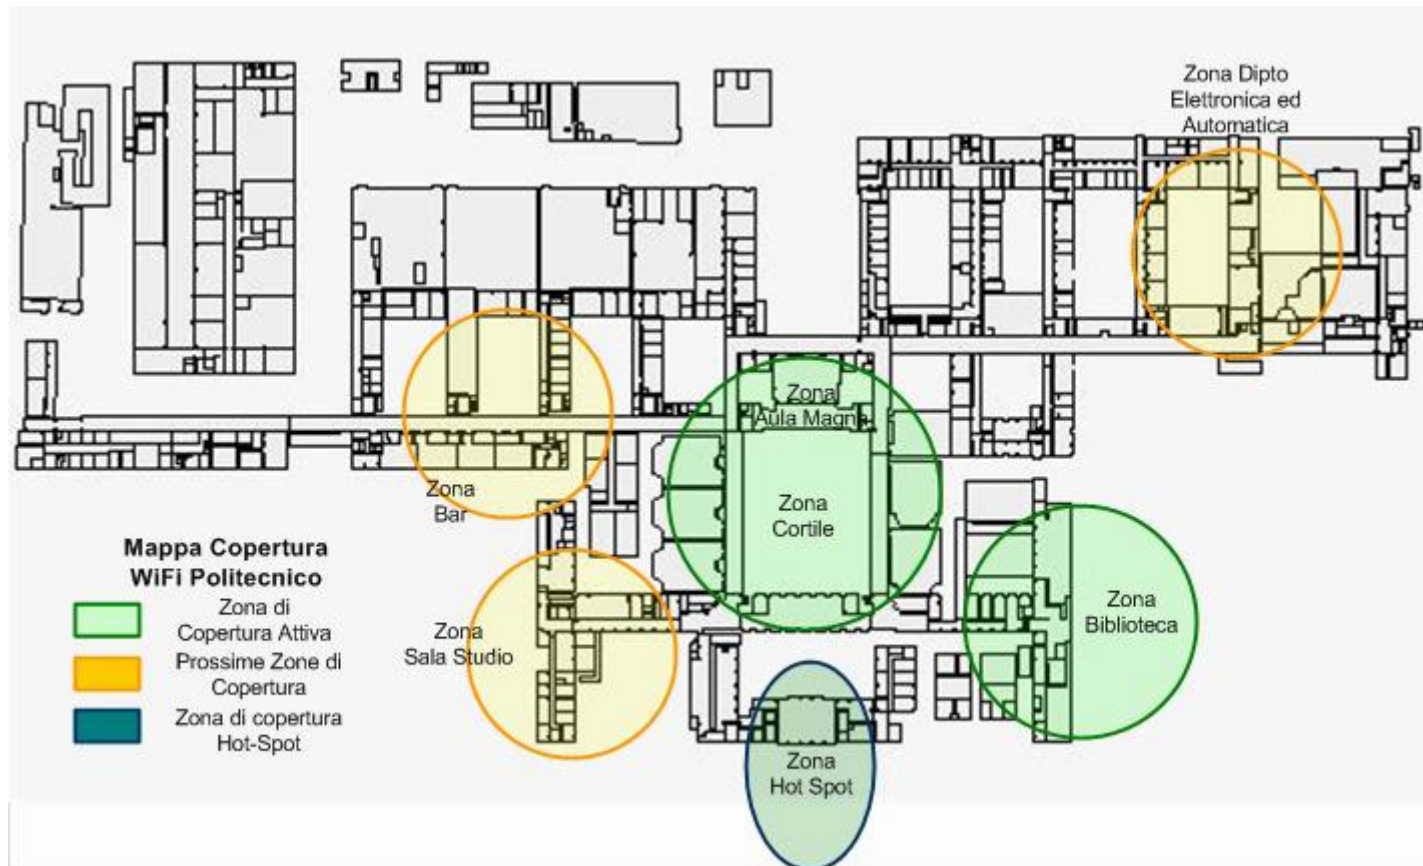 Zona Dipto
Elettronica ed
Automatica
Zona
Aula Magna
Zona
Cortile
Zona
Bar
Zona
Biblioteca
Zona
Sala Studio
Zona
Hot Spot
Mappa Copertura
WiFi Politecnico
Zona di
Copertura Attiva
Prossime Zone di
Copertura
Zona di copertura
Hot-Spot